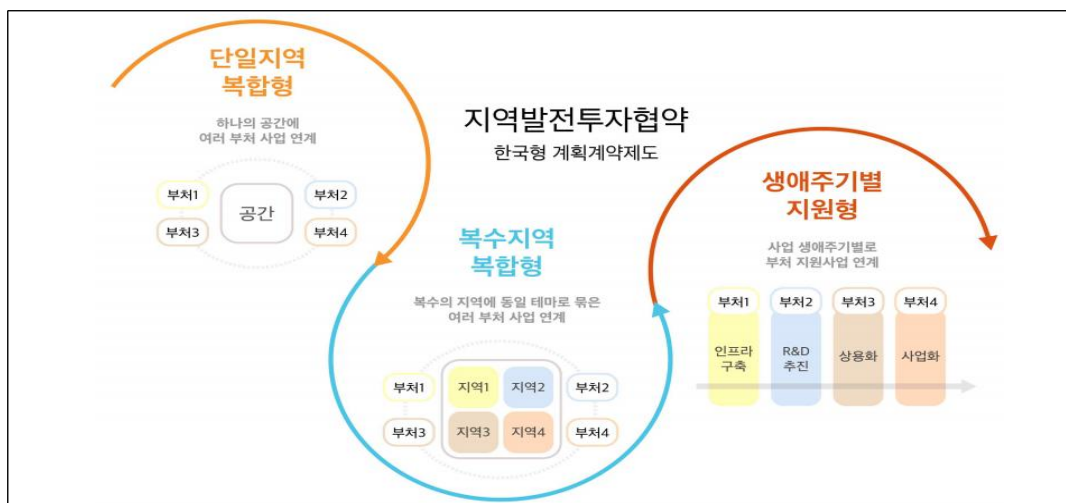 단일지역
복합형
하나의 공간에
여러 부처 사업 연계
부처1
부처2
공간
부처3
부처4
지역발전투자협약
한국형 계획계약제도
복수지역
복합형
복수의 지역에 동일 테마로 묶은
여러 부처 사업 연계
부처1
지역1
지역2
부처2
부처3
지역3
지역4
부처4
생애주기별
지원형
사업 생애주기별로
부처 지원사업 연계
부처1
부처2
부처3
부처4
인프라
구축
R&D
추진
상용화
사업화